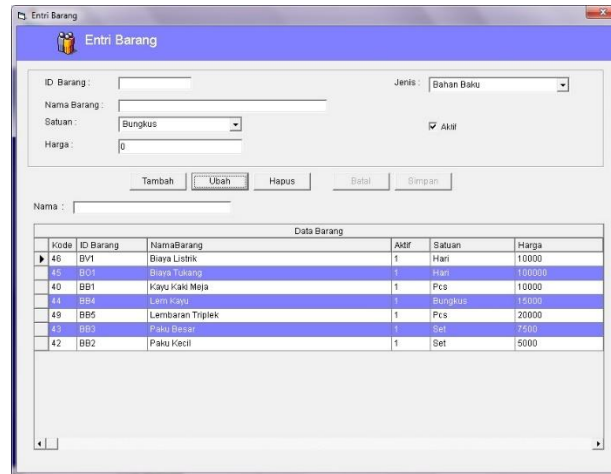 Entri Barang
Entri Barang
ID Barang :
Jenis : Bahan Baku
Nama Barang :
Satuan : Bungkus
Aktif
Harga : 0
Tambah Ubah Hapus Batal Simpan
Nama :
Data Barang
Kode ID Barang NamaBarang Aktif Satuan Harga
46 BV1 Biaya Listrik 1 Hari 10000
45 BO1 Biaya Tukang 1 Hari 100000
40 BB1 Kayu Kaki Meja 1 Pcs 10000
44 BB4 Lem Kayu 1 Bungkus 15000
49 BB5 Lembaran Triplek 1 Pcs 20000
43 BB3 Paku Besar 1 Set 7500
42 BB2 Paku Kecil 1 Set 5000